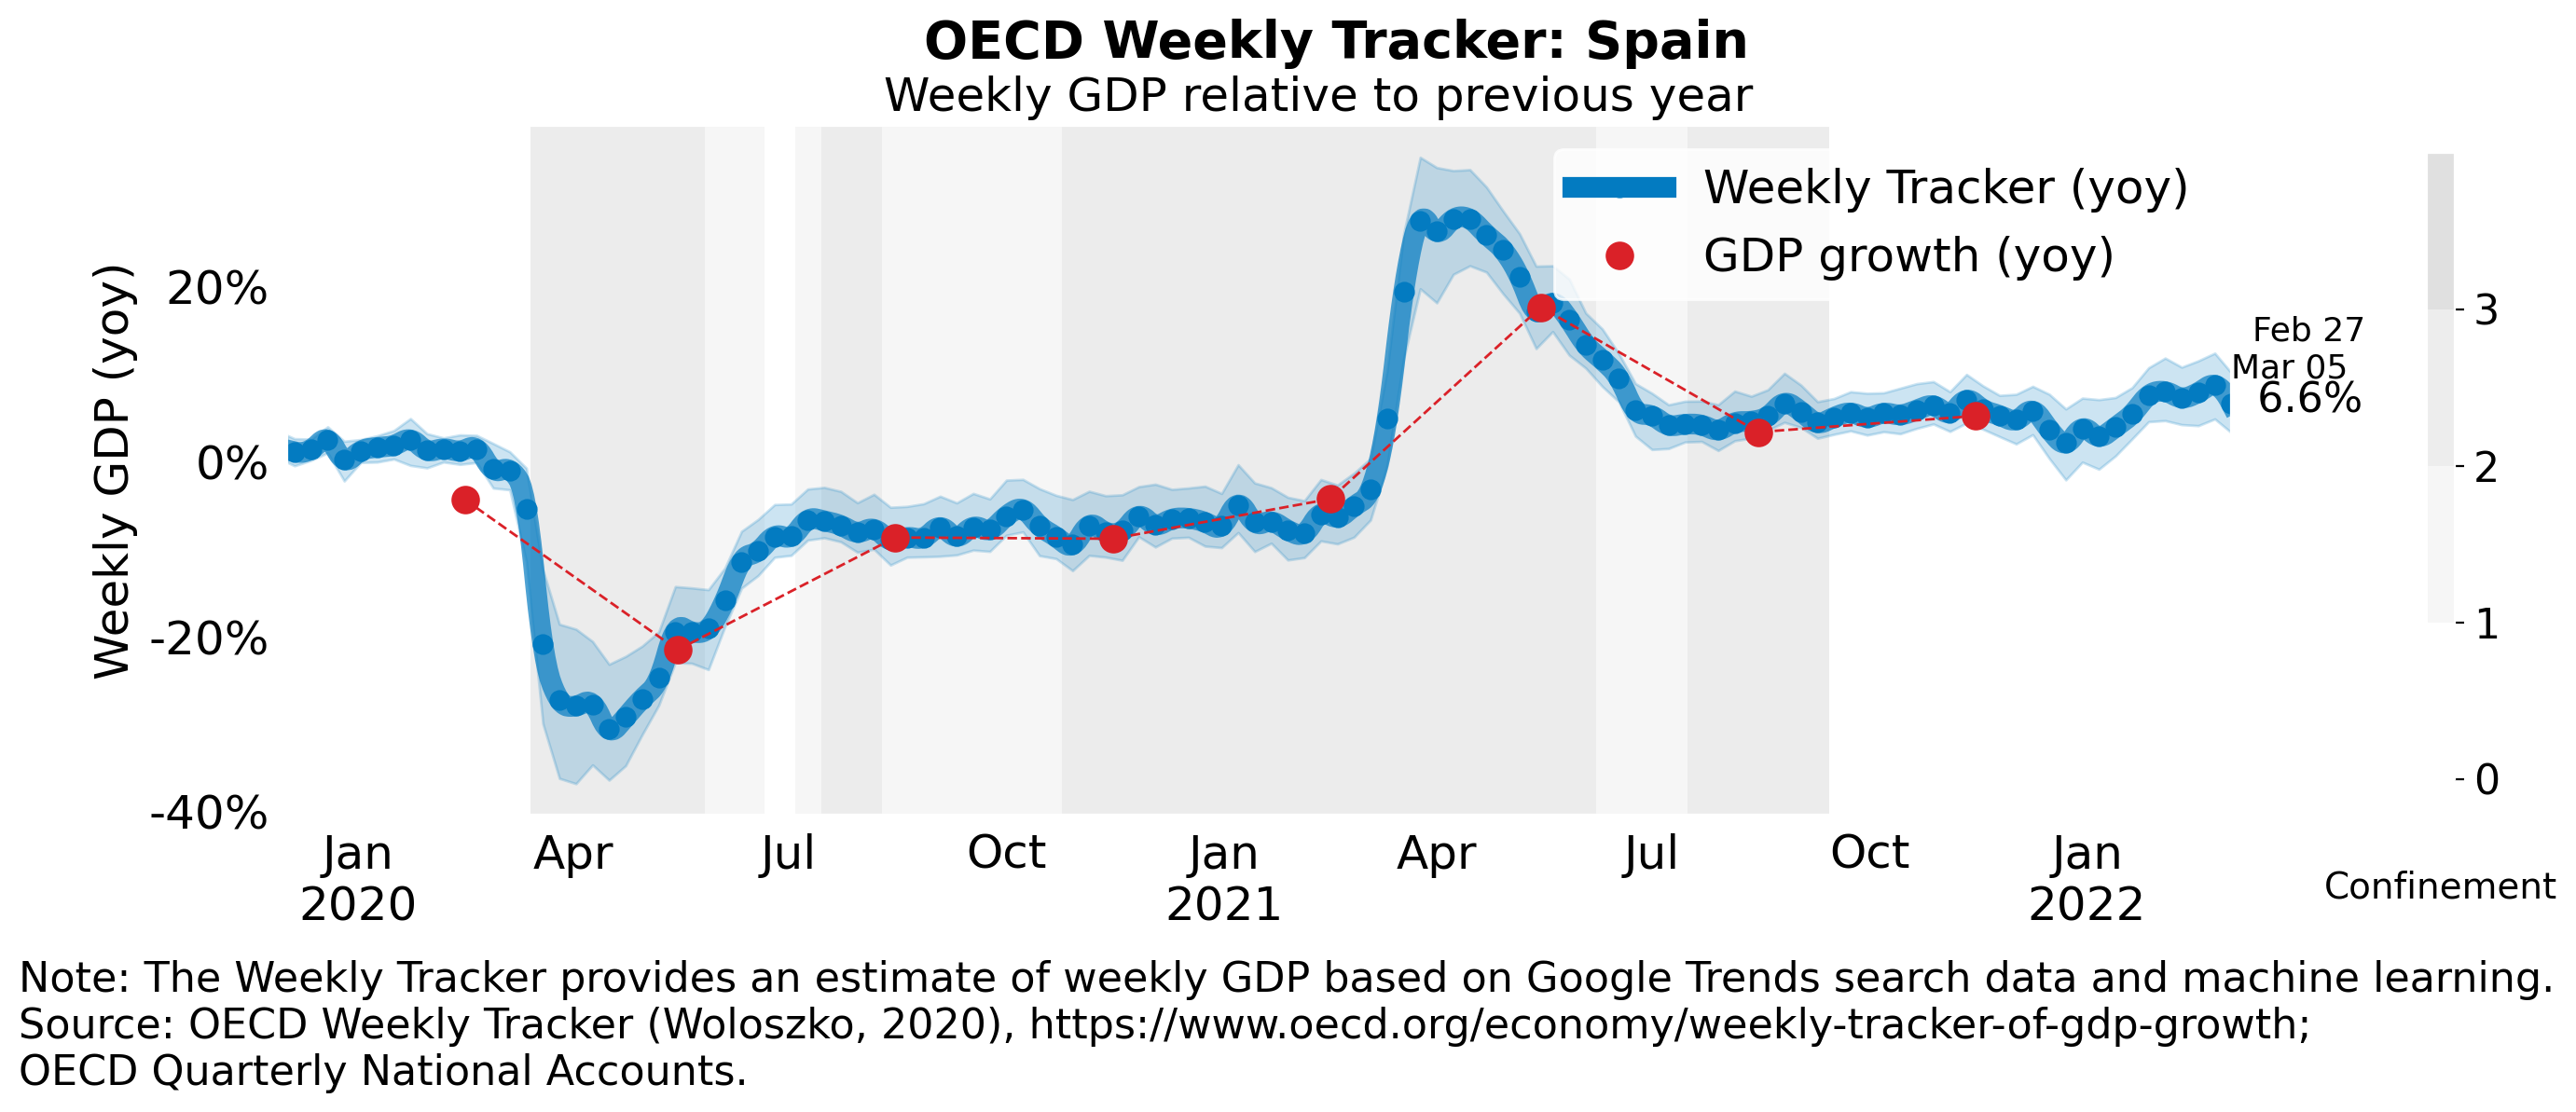 OECD Weekly Tracker: Spain
Weekly GDP relative to previous year
Weekly GDP (yoy)
20%
0%
-20%
-40%
Weekly Tracker (yoy)
GDP growth (yoy)
Feb 27
Mar 05
6.6%
3
2
1
0
Jan Apr Jul Oct Jan Apr Jul Oct Jan
2020 2021 2022
Confinement
Note: The Weekly Tracker provides an estimate of weekly GDP based on Google Trends search data and machine learning.
Source: OECD Weekly Tracker (Woloszko, 2020), https://www.oecd.org/economy/weekly-tracker-of-gdp-growth;
OECD Quarterly National Accounts.